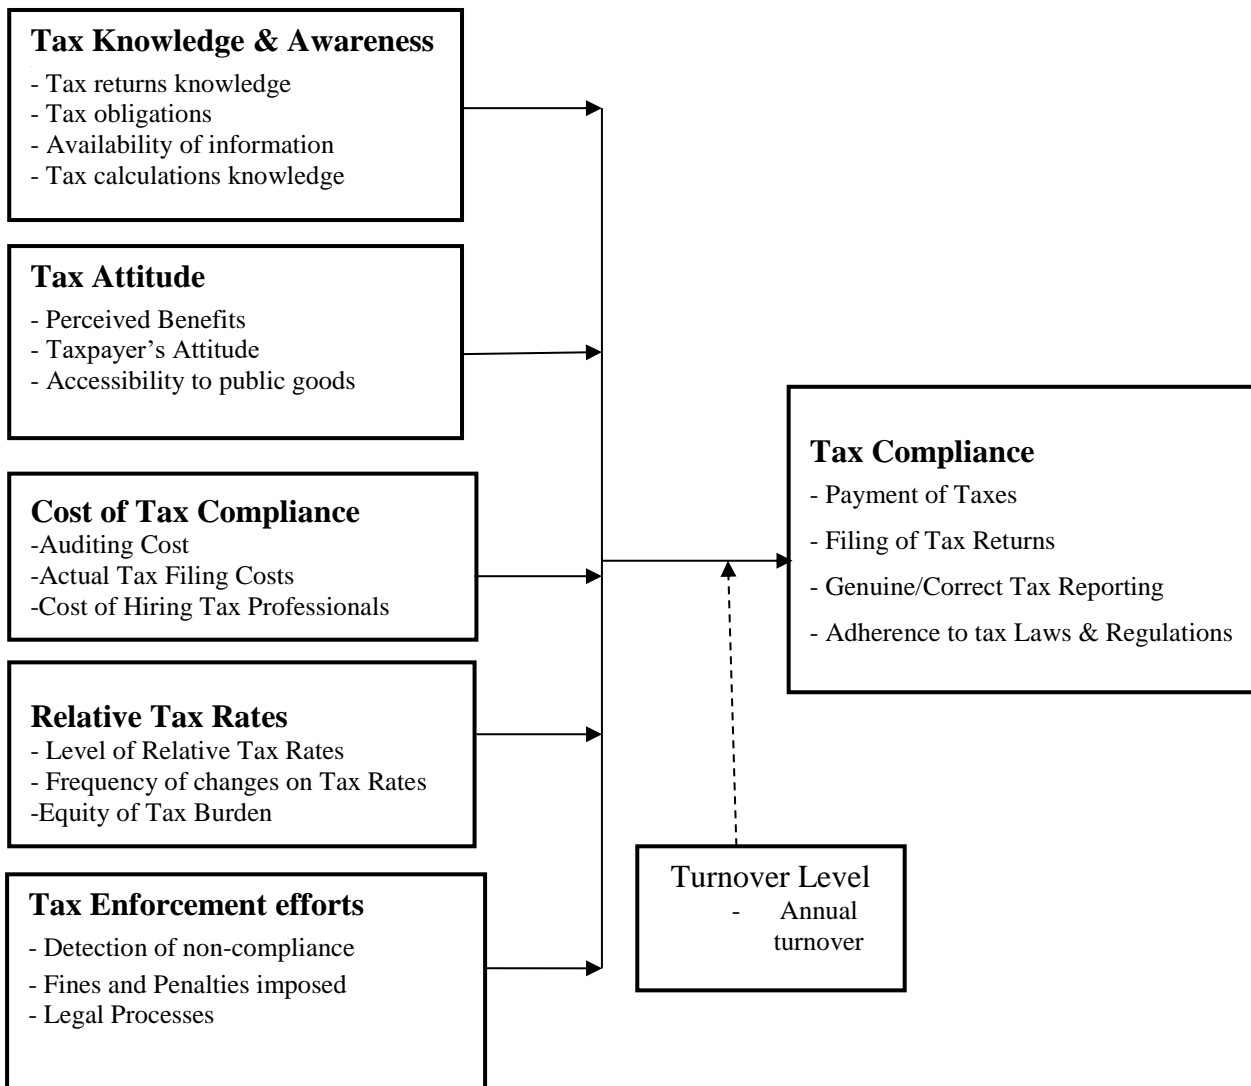 Tax Knowledge & Awareness
- Tax returns knowledge
- Tax obligations
- Availability of information
- Tax calculations knowledge
Tax Attitude
- Perceived Benefits
- Taxpayer’s Attitude
- Accessibility to public goods
Cost of Tax Compliance
-Auditing Cost
-Actual Tax Filing Costs
-Cost of Hiring Tax Professionals
Relative Tax Rates
- Level of Relative Tax Rates
- Frequency of changes on Tax Rates
-Equity of Tax Burden
Tax Enforcement efforts
- Detection of non-compliance
- Fines and Penalties imposed
- Legal Processes
Turnover Level
- Annual
turnover
Tax Compliance
- Payment of Taxes
- Filing of Tax Returns
- Genuine/Correct Tax Reporting
- Adherence to tax Laws & Regulations